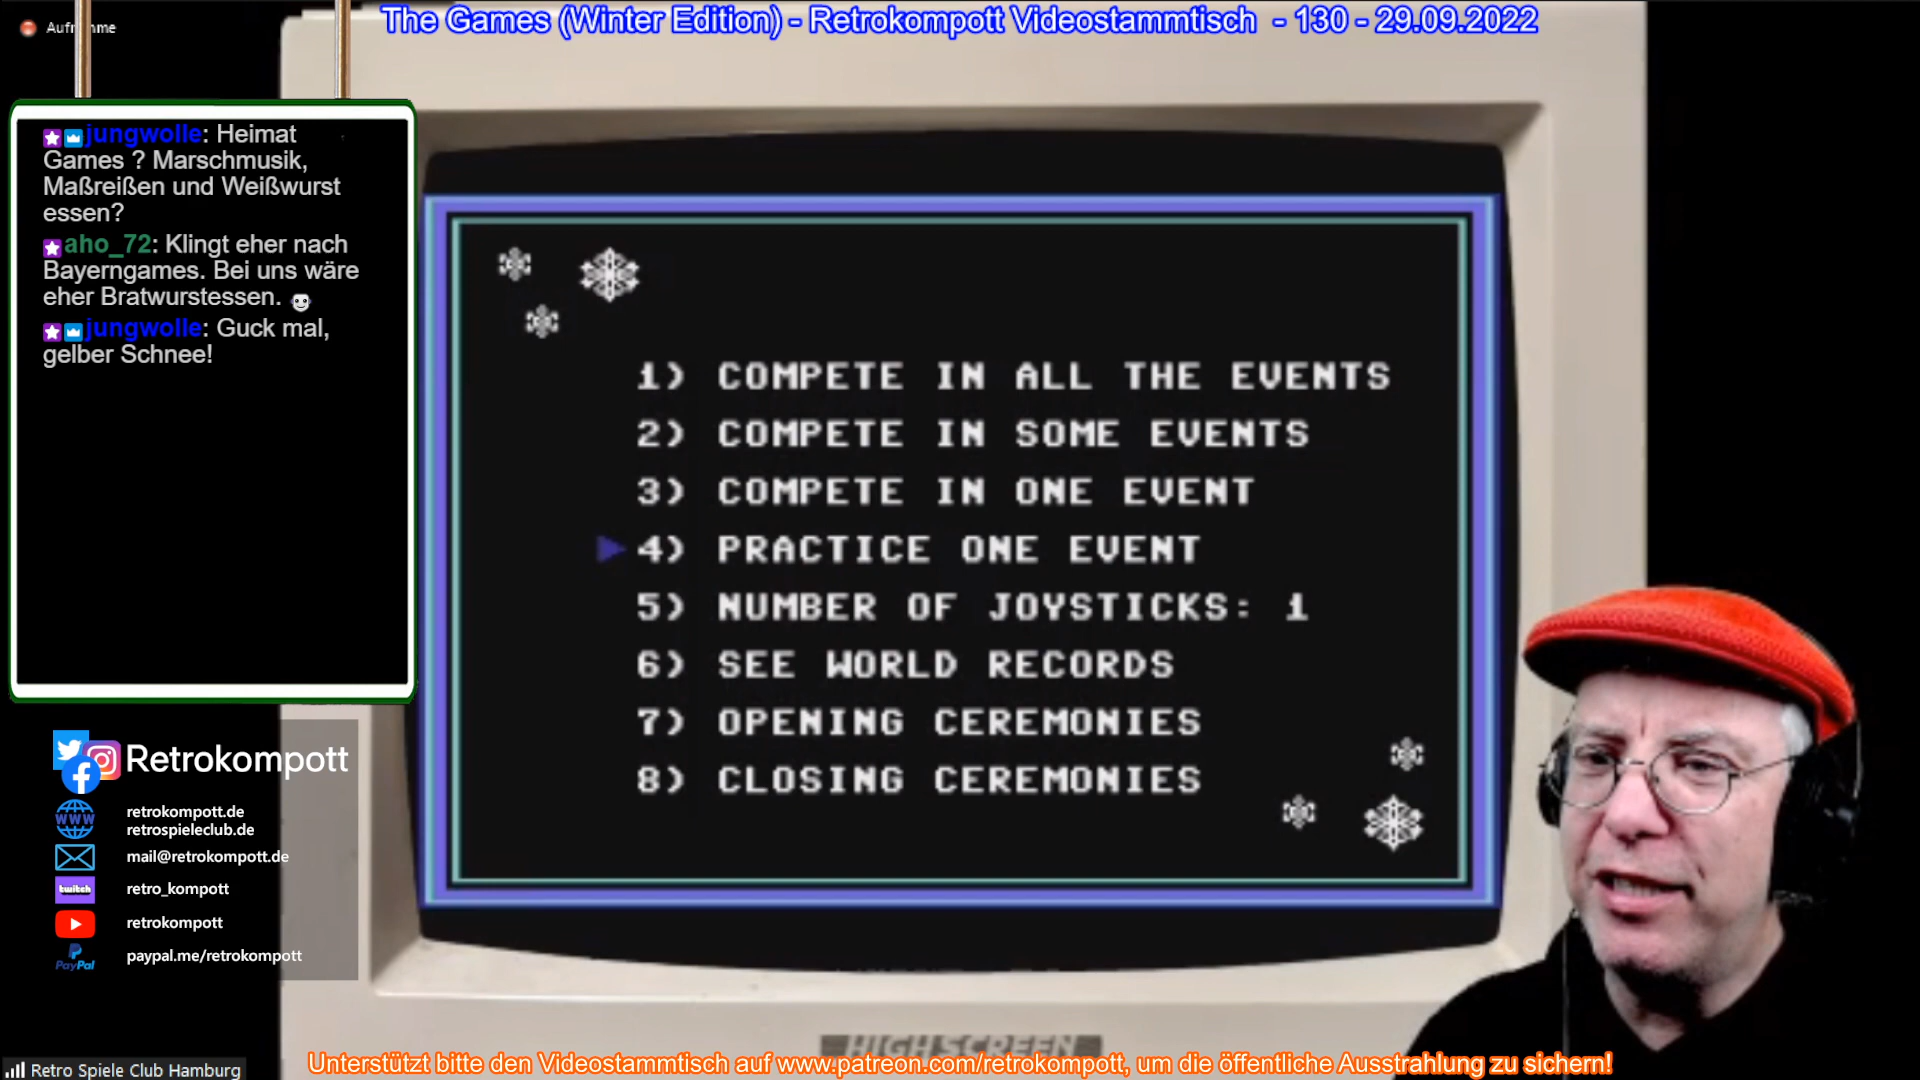 The Games (Winter Edition) - Retrokompott Videostammtisch - 130 - 29.09.2022
jungwolle: Heimat
Games ? Marschmusik,
Maßreißen und Weißwurst
essen?
aho_72: Klingt eher nach
Bayerngames. Bei uns wäre
eher Bratwurstessen.
jungwolle: Guck mal,
gelber Schnee!
1) COMPETE IN ALL THE EVENTS
2) COMPETE IN SOME EVENTS
3) COMPETE IN ONE EVENT
4) PRACTICE ONE EVENT
5) NUMBER OF JOYSTICKS: 1
6) SEE WORLD RECORDS
7) OPENING CEREMONIES
8) CLOSING CEREMONIES
Retrokompott
WWW
retrokompott.de
retrospieleclub.de
mail@retrokompott.de
twitch
retro_kompott
retrokompott
PayPal
paypal.me/retrokompott
HIGHSCREEN
Retro Spiele Club Hamburg
Unterstützt bitte den Videostammtisch auf www.patreon.com/retrokompott, um die öffentliche Ausstrahlung zu sichern!